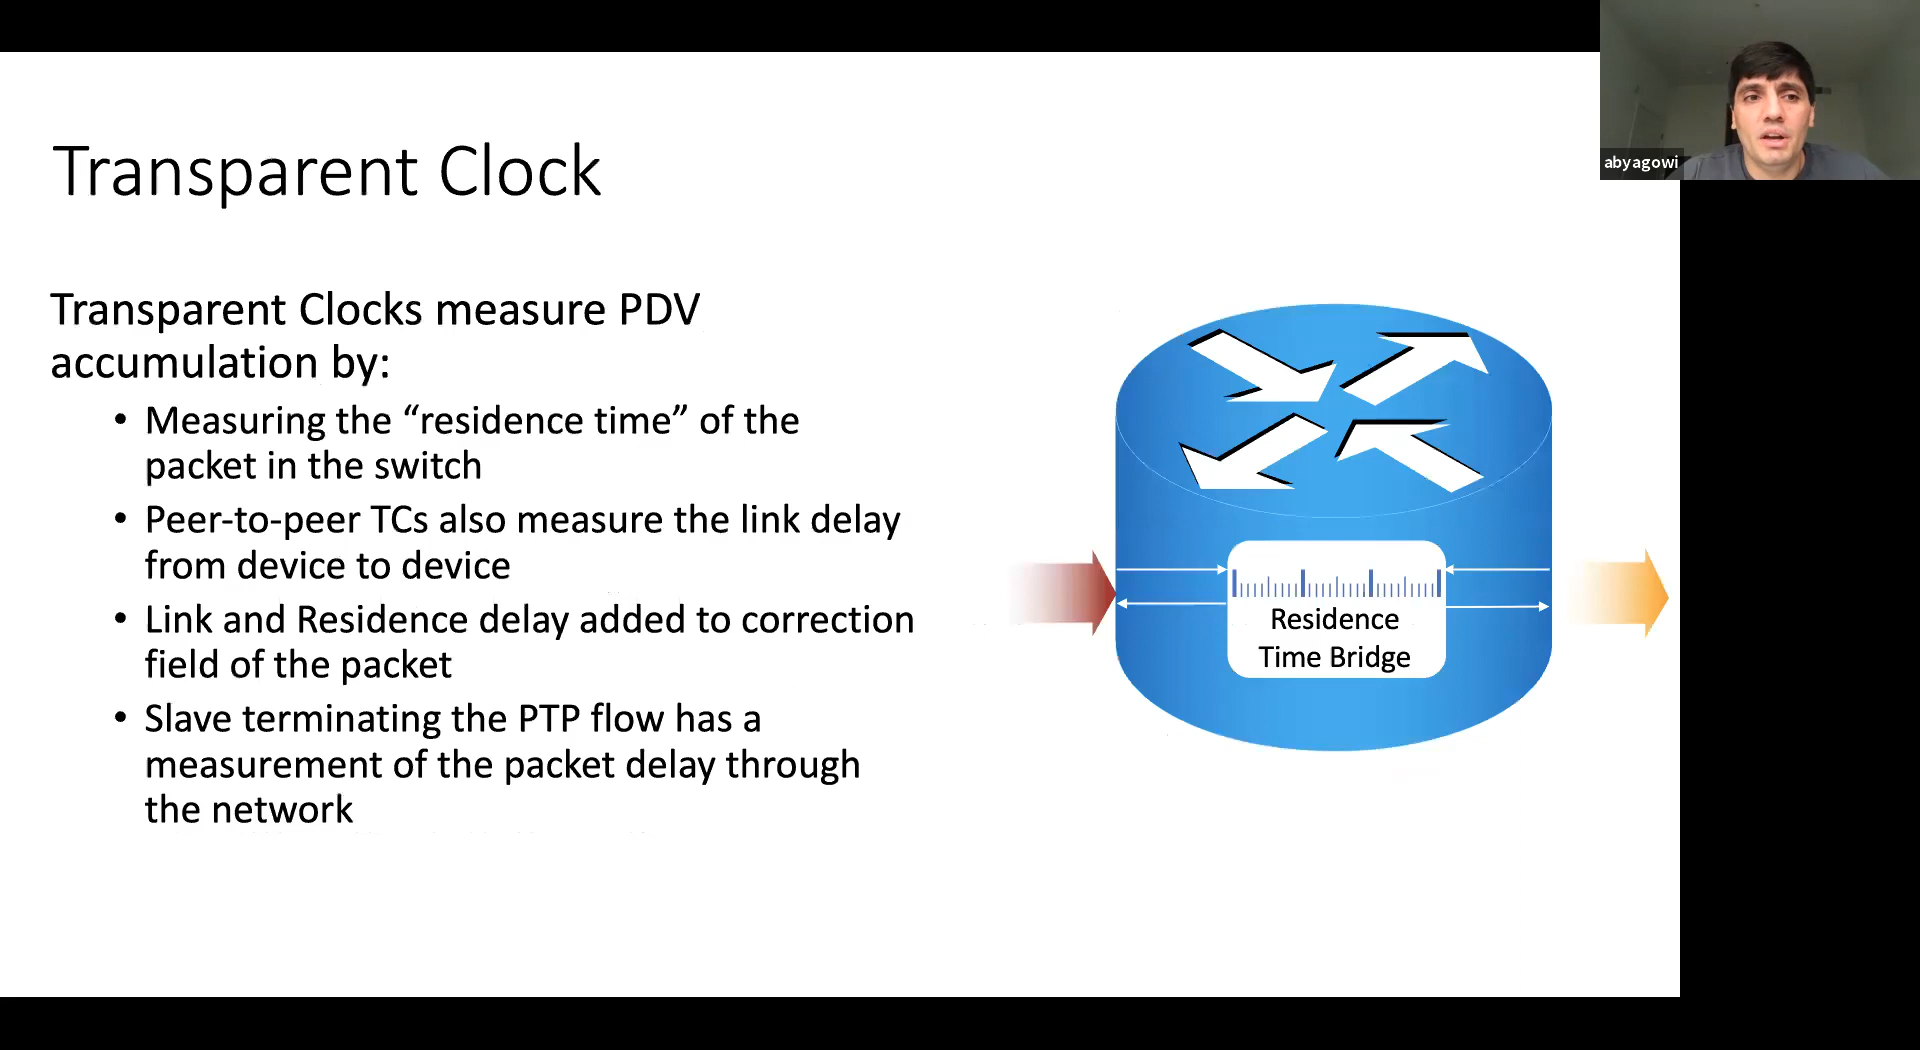 abyagowi
Transparent Clock
Transparent Clocks measure PDV
accumulation by:
• Measuring the “residence time” of the
packet in the switch
• Peer-to-peer TCs also measure the link delay
from device to device
• Link and Residence delay added to correction
field of the packet
• Slave terminating the PTP flow has a
measurement of the packet delay through
the network
Residence
Time Bridge